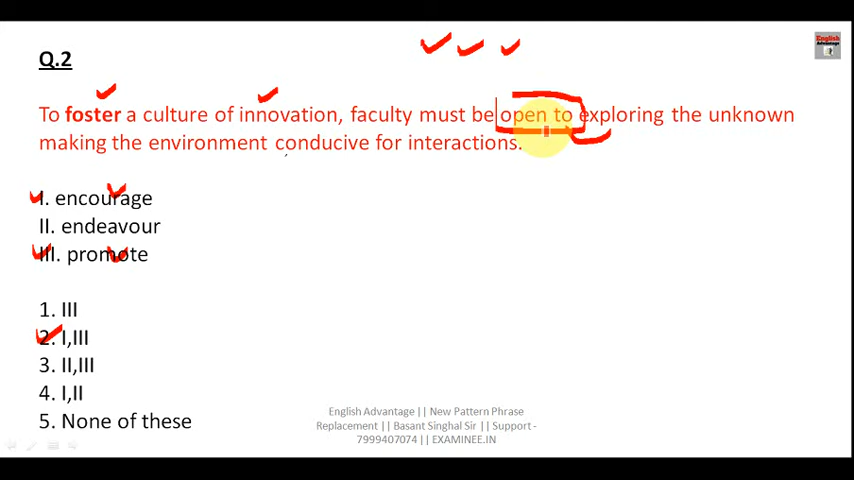 English
Advantage
Q.2
To foster a culture of innovation, faculty must be open to exploring the unknown
making the environment conducive for interactions.
I. encourage
II. endeavour
III. promote
1. III
2. I,III
3. II,III
4. I,II
5. None of these
English Advantage || New Pattern Phrase
Replacement || Basant Singhal Sir || Support -
7999407074 || EXAMINEE.IN